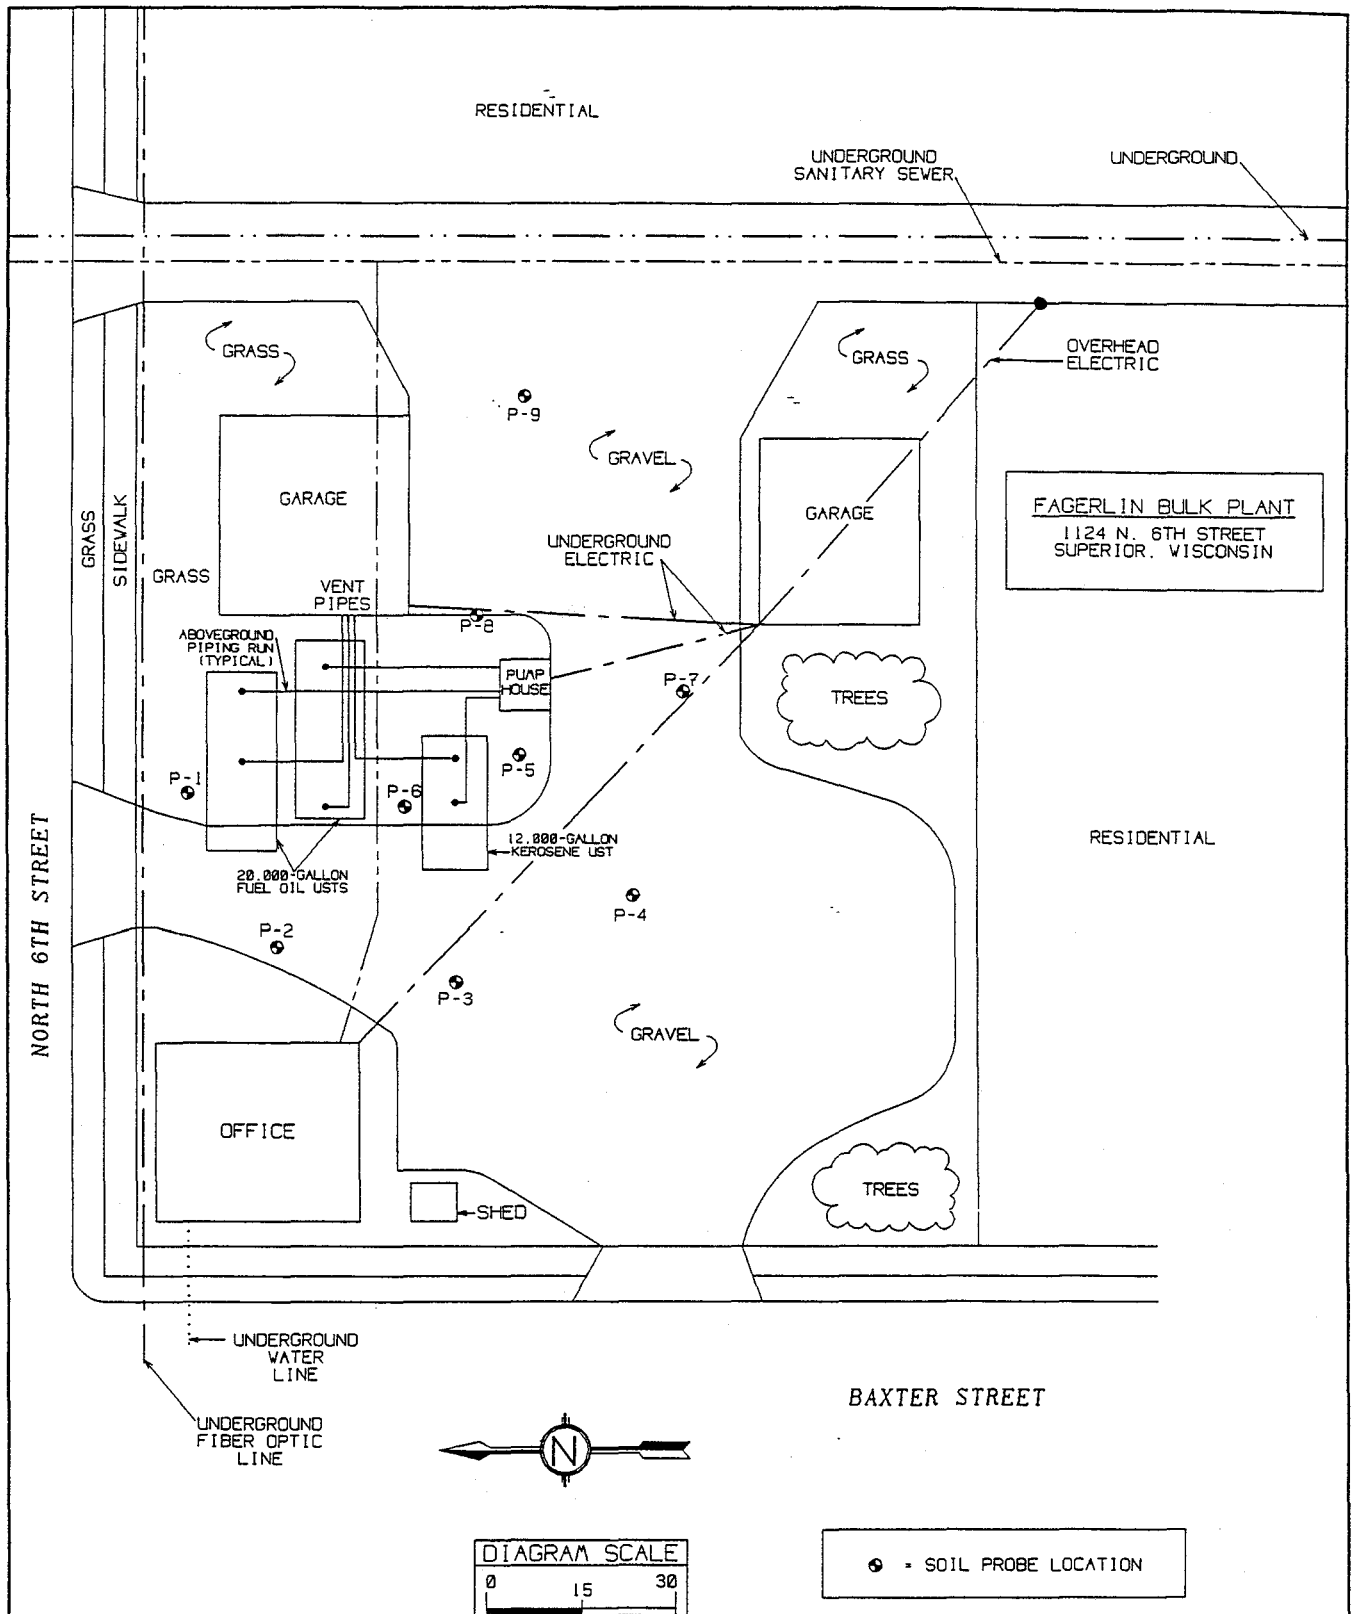 RESIDENTIAL
UNDERGROUND
SANITARY SEWER
UNDERGROUND
GRASS
GRASS
OVERHEAD
ELECTRIC
P-9
GRAVEL
GARAGE
GARAGE
FAGERLIN BULK PLANT
1124 N. 6TH STREET
SUPERIOR, WISCONSIN
GRASS
SIDEWALK
UNDERGROUND
ELECTRIC
GRASS
VENT
PIPES
P-8
ABOVEGROUND
PIPING RUN
(TYPICAL)
PUMP
HOUSE
P-7
TREES
P-1
P-6
P-5
12,000-GALLON
KEROSENE UST
RESIDENTIAL
20,000-GALLON
FUEL OIL USTS
NORTH 6TH STREET
P-4
P-2
P-3
GRAVEL
OFFICE
SHED
TREES
UNDERGROUND
WATER
LINE
BAXTER STREET
UNDERGROUND
FIBER OPTIC
LINE
N
DIAGRAM SCALE
0 15 30
= SOIL PROBE LOCATION